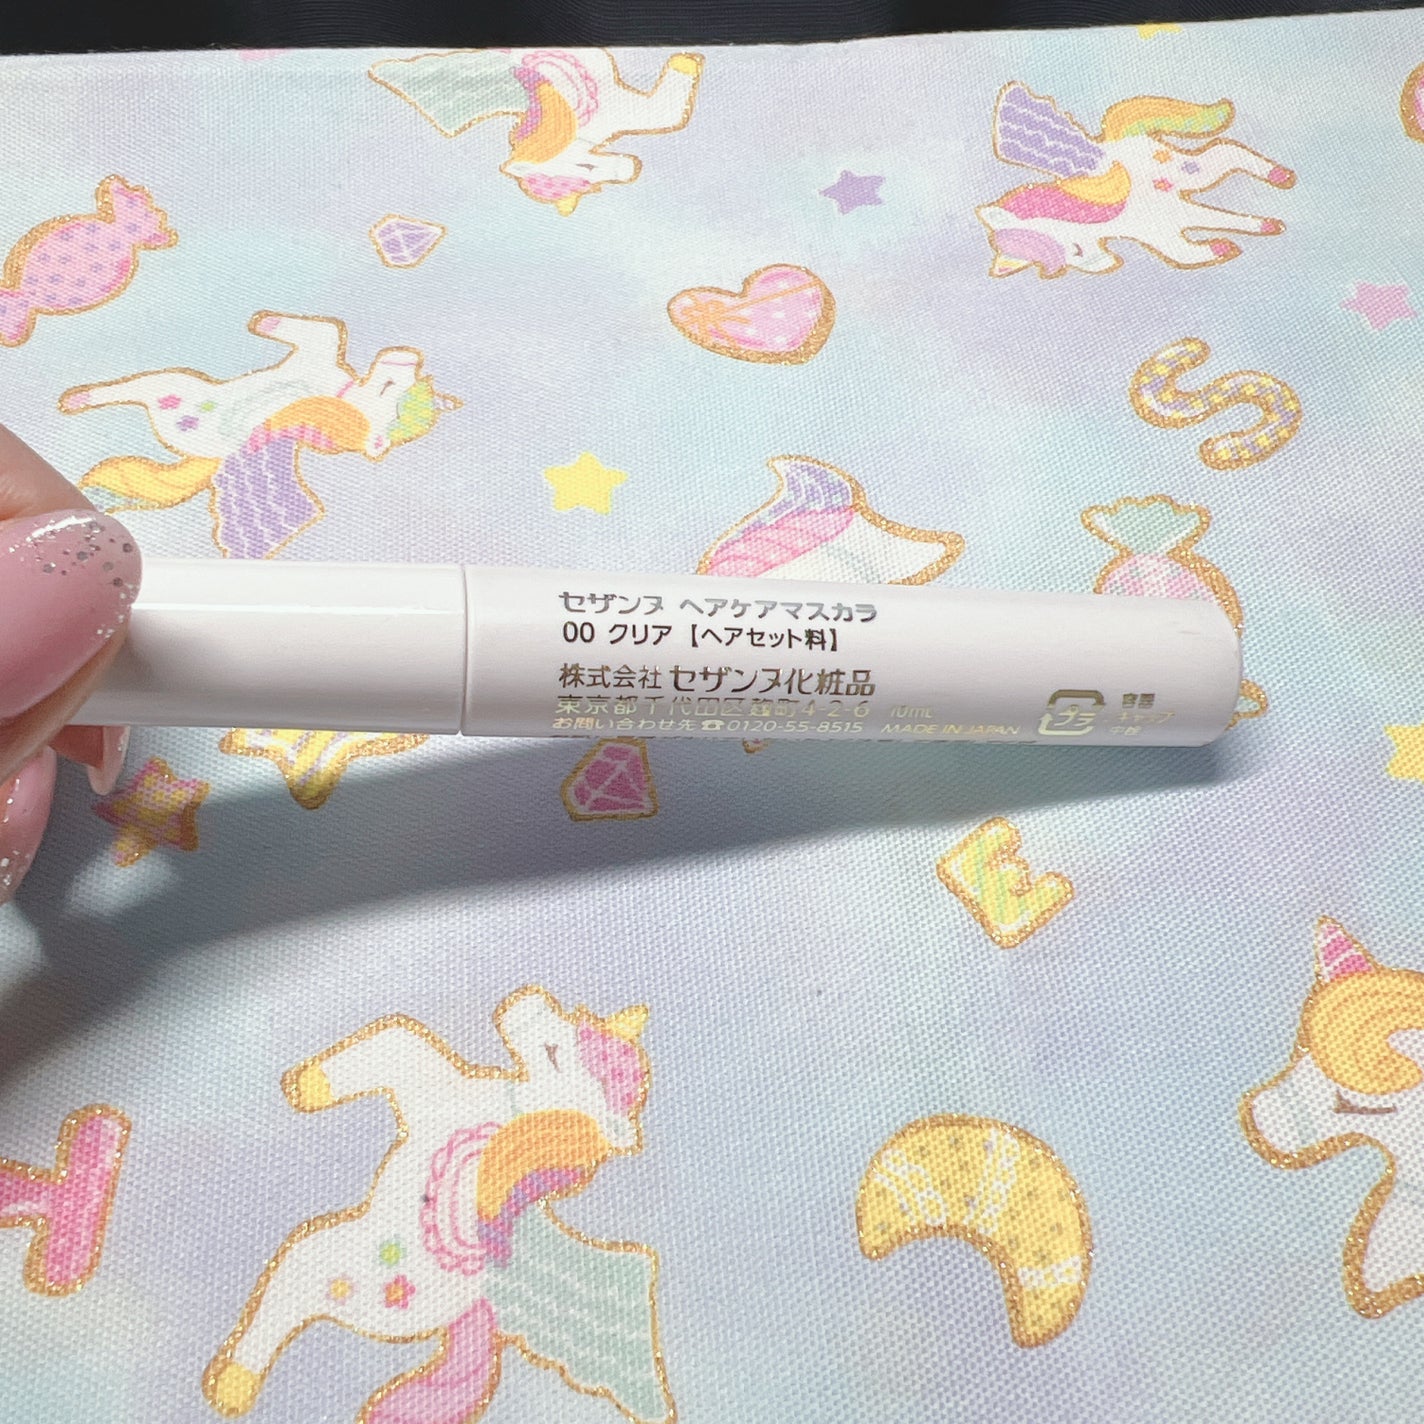 セザンヌ ヘアケアマスカラ
00 クリア【ヘアセット料】
株式会社 セザンヌ化粧品
東京都千代田区麹町4-2-6 10mL
お問い合わせ先☎0120-55-8515 MADE IN JAPAN
プラ
容器
キャップ
中栓
S
E